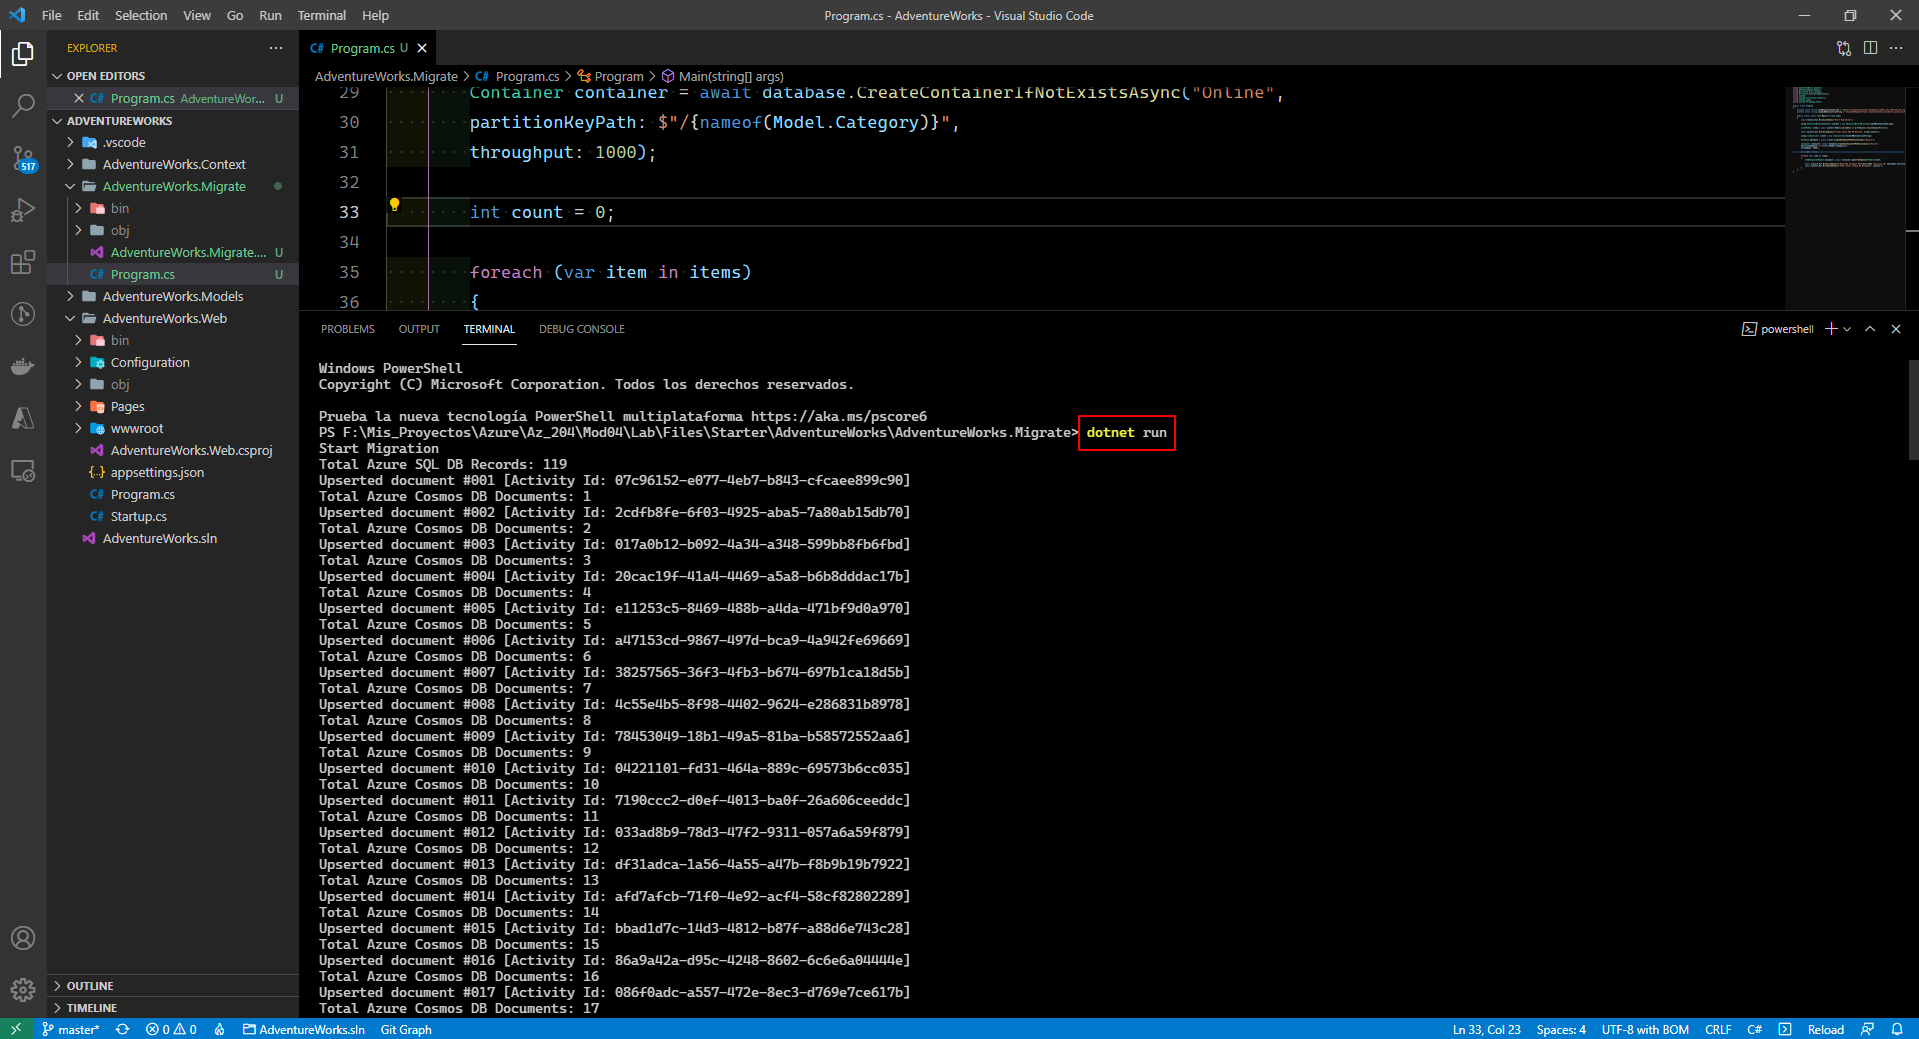 File Edit Selection View Go Run Terminal Help
Program.cs - AdventureWorks - Visual Studio Code
EXPLORER
OPEN EDITORS
Program.cs AdventureWor... U
ADVENTUREWORKS
.vscode
AdventureWorks.Context
AdventureWorks.Migrate
bin
obj
AdventureWorks.Migrate.... U
Program.cs U
AdventureWorks.Models
AdventureWorks.Web
bin
Configuration
obj
Pages
wwwroot
AdventureWorks.Web.csproj
appsettings.json
Program.cs
Startup.cs
AdventureWorks.sln
OUTLINE
TIMELINE
517
C# Program.cs U
AdventureWorks.Migrate > C# Program.cs > Program > Main(string[] args)
29 Container container = await database.CreateContainerIfNotExistsAsync("Online",
30 partitionKeyPath: $"/{nameof(Model.Category)}",
31 throughput: 1000);
32
33 int count = 0;
34
35 foreach (var item in items)
36 {
PROBLEMS OUTPUT TERMINAL DEBUG CONSOLE
powershell
Windows PowerShell
Copyright (C) Microsoft Corporation. Todos los derechos reservados.
Prueba la nueva tecnología PowerShell multiplataforma https://aka.ms/pscore6
PS F:\Mis_Proyectos\Azure\Az_204\Mod04\Lab\Files\Starter\AdventureWorks\AdventureWorks.Migrate> dotnet run
Start Migration
Total Azure SQL DB Records: 119
Upserted document #001 [Activity Id: 07c96152-e077-4eb7-b843-cfcaee899c90]
Total Azure Cosmos DB Documents: 1
Upserted document #002 [Activity Id: 2cdfb8fe-6f03-4925-aba5-7a80ab15db70]
Total Azure Cosmos DB Documents: 2
Upserted document #003 [Activity Id: 017a0b12-b092-4a34-a348-599bb8fb6fbd]
Total Azure Cosmos DB Documents: 3
Upserted document #004 [Activity Id: 20cac19f-41a4-4469-a5a8-b6b8dddac17b]
Total Azure Cosmos DB Documents: 4
Upserted document #005 [Activity Id: e11253c5-8469-488b-a4da-471bf9d0a970]
Total Azure Cosmos DB Documents: 5
Upserted document #006 [Activity Id: a47153cd-9867-497d-bca9-4a942fe69669]
Total Azure Cosmos DB Documents: 6
Upserted document #007 [Activity Id: 38257565-36f3-4fb3-b674-697b1ca18d5b]
Total Azure Cosmos DB Documents: 7
Upserted document #008 [Activity Id: 4c55e4b5-8f98-4402-9624-e286831b8978]
Total Azure Cosmos DB Documents: 8
Upserted document #009 [Activity Id: 78453049-18b1-49a5-81ba-b58572552aa6]
Total Azure Cosmos DB Documents: 9
Upserted document #010 [Activity Id: 04221101-fd31-464a-889c-69573b6cc035]
Total Azure Cosmos DB Documents: 10
Upserted document #011 [Activity Id: 7190ccc2-d0ef-4013-ba0f-26a606ceeddc]
Total Azure Cosmos DB Documents: 11
Upserted document #012 [Activity Id: 033ad8b9-78d3-47f2-9311-057a6a59f879]
Total Azure Cosmos DB Documents: 12
Upserted document #013 [Activity Id: df31adca-1a56-4a55-a47b-f8b9b19b7922]
Total Azure Cosmos DB Documents: 13
Upserted document #014 [Activity Id: afd7afcb-71f0-4e92-acf4-58cf82802289]
Total Azure Cosmos DB Documents: 14
Upserted document #015 [Activity Id: bbad1d7c-14d3-4812-b87f-a88d6e743c28]
Total Azure Cosmos DB Documents: 15
Upserted document #016 [Activity Id: 86a9a42a-d95c-4248-8602-6c6e6a04444e]
Total Azure Cosmos DB Documents: 16
Upserted document #017 [Activity Id: 086f0adc-a557-472e-8ec3-d769e7ce617b]
Total Azure Cosmos DB Documents: 17
master* 0 0 AdventureWorks.sln Git Graph
Ln 33, Col 23 Spaces: 4 UTF-8 with BOM CRLF C# Reload